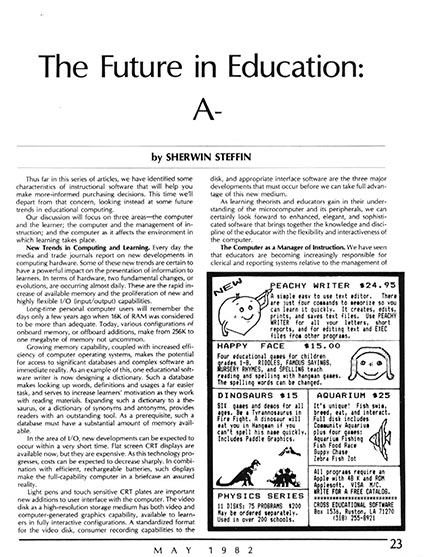 The Future in Education:
A-
by SHERWIN STEFFIN
Thus far in this series of articles, we have identified some
characteristics of instructional software that will help you
make more-informed purchasing decisions. This time we'll
depart from that concern, looking instead at some future
trends in educational computing.
Our discussion will focus on three areas—the computer
and the learner; the computer and the management of in-
struction; and the computer as it affects the environment in
which learning takes place.
New Trends in Computing and Learning. Every day the
media and trade journals report on new developments in
computing hardware. Some of these new trends are certain to
have a powerful impact on the presentation of information to
learners. In terms of hardware, two fundamental changes, or
evolutions, are occurring almost daily. These are the rapid in-
crease of available memory and the proliferation of new and
highly flexible I/O (input/output) capabilities.
Long-time personal computer users will remember the
days only a few years ago when 16K of RAM was considered
to be more than adequate. Today, various configurations of
onboard memory, or offboard additions, make from 256K to
one megabyte of memory not uncommon.
Growing memory capability, coupled with increased effi-
ciency of computer operating systems, makes the potential
for access to significant databases and complex software an
immediate reality. As an example of this, one educational soft-
ware writer is now designing a dictionary. Such a database
makes looking up words, definitions and usages a far easier
task, and serves to increase learners' motivation as they work
with reading materials. Expanding such a dictionary to a the-
saurus, or a dictionary of synonyms and antonyms, provides
readers with an outstanding tool. As a prerequisite, such a
database must have a substantial amount of memory avail-
able.
In the area of I/O, new developments can be expected to
occur within a very short time. Flat screen CRT displays are
available now, but they are expensive. As this technology pro-
gresses, costs can be expected to decrease sharply. In combi-
nation with efficient, rechargeable batteries, such displays
make the full-capability computer in a briefcase an assured
reality.
Light pens and touch sensitive CRT plates are important
new additions to user interface with the computer. The video
disk as a high-resolution storage medium has both video and
computer-generated graphics capability, available to learn-
ers in fully interactive configurations. A standardized format
for the video disk, consumer recording capabilities to the
disk, and appropriate interface software are the three major
developments that must occur before we can take full advan-
tage of this new medium.
As learning theorists and educators gain in their under-
standing of the microcomputer and its peripherals, we can
certainly look forward to enhanced, elegant, and sophisti-
cated software that brings together the knowledge and disci-
pline of the educator with the flexibility and interactiveness of
the computer.
The Computer as a Manager of Instruction. We have seen
that educators are becoming increasingly responsible for
clerical and reporting systems relative to the management of
NEW
PEACHY WRITER $24.95
A simple easy to use text editor. There
are just four commands to memorize so you
can learn it quickly. It creates, edits,
prints, and saves text files. Use PEACHY
WRITER for all your letters, short
reports, and for editing text and EXEC
files from other programs.
HAPPY FACE $15.00
Four educational games for children
grades 1-8. RIDDLES, FAMOUS SAYINGS,
NURSERY RHYMES, and SPELLING teach
reading and spelling with hangman games.
The spelling words can be changed.
DINOSAURS $15
SIX games and demos for all
ages. Be a Tyrannosaurus in
Fire Fight. A dinosaur will
eat you in Hangman if you
can't spell his name quickly.
Includes Paddle Graphics.
AQUARIUM $25
It's unique! Fish swim,
breed, eat, and interact.
Full disk includes
Community Aquarium
plus four games:
Aquarium Fishing
Fish Food Race
Guppy Chase
Zebra Fish Zot
PHYSICS SERIES
11 DISKS; 75 PROGRAMS $200
May be ordered separately.
Used in over 200 schools.
All programs require an
Apple with 48 K and ROM
Applesoft. VISA M/C.
WRITE FOR A FREE CATALOG.
CROSS EDUCATIONAL SOFTWARE
Box 1536, Ruston, LA 71270
(318) 255-8921
MAY 1982
23